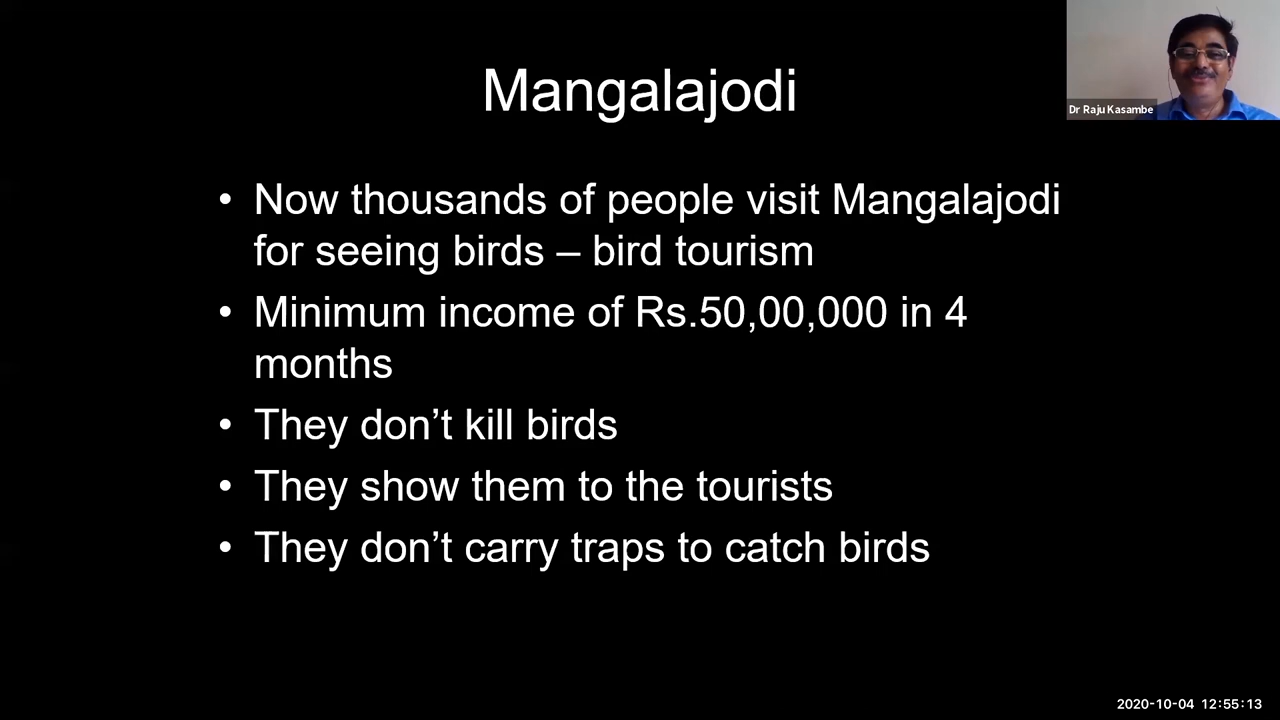 Mangalajodi
Dr Raju Kasambe
• Now thousands of people visit Mangalajodi
for seeing birds – bird tourism
• Minimum income of Rs.50,00,000 in 4
months
• They don’t kill birds
• They show them to the tourists
• They don’t carry traps to catch birds
2020-10-04 12:55:13